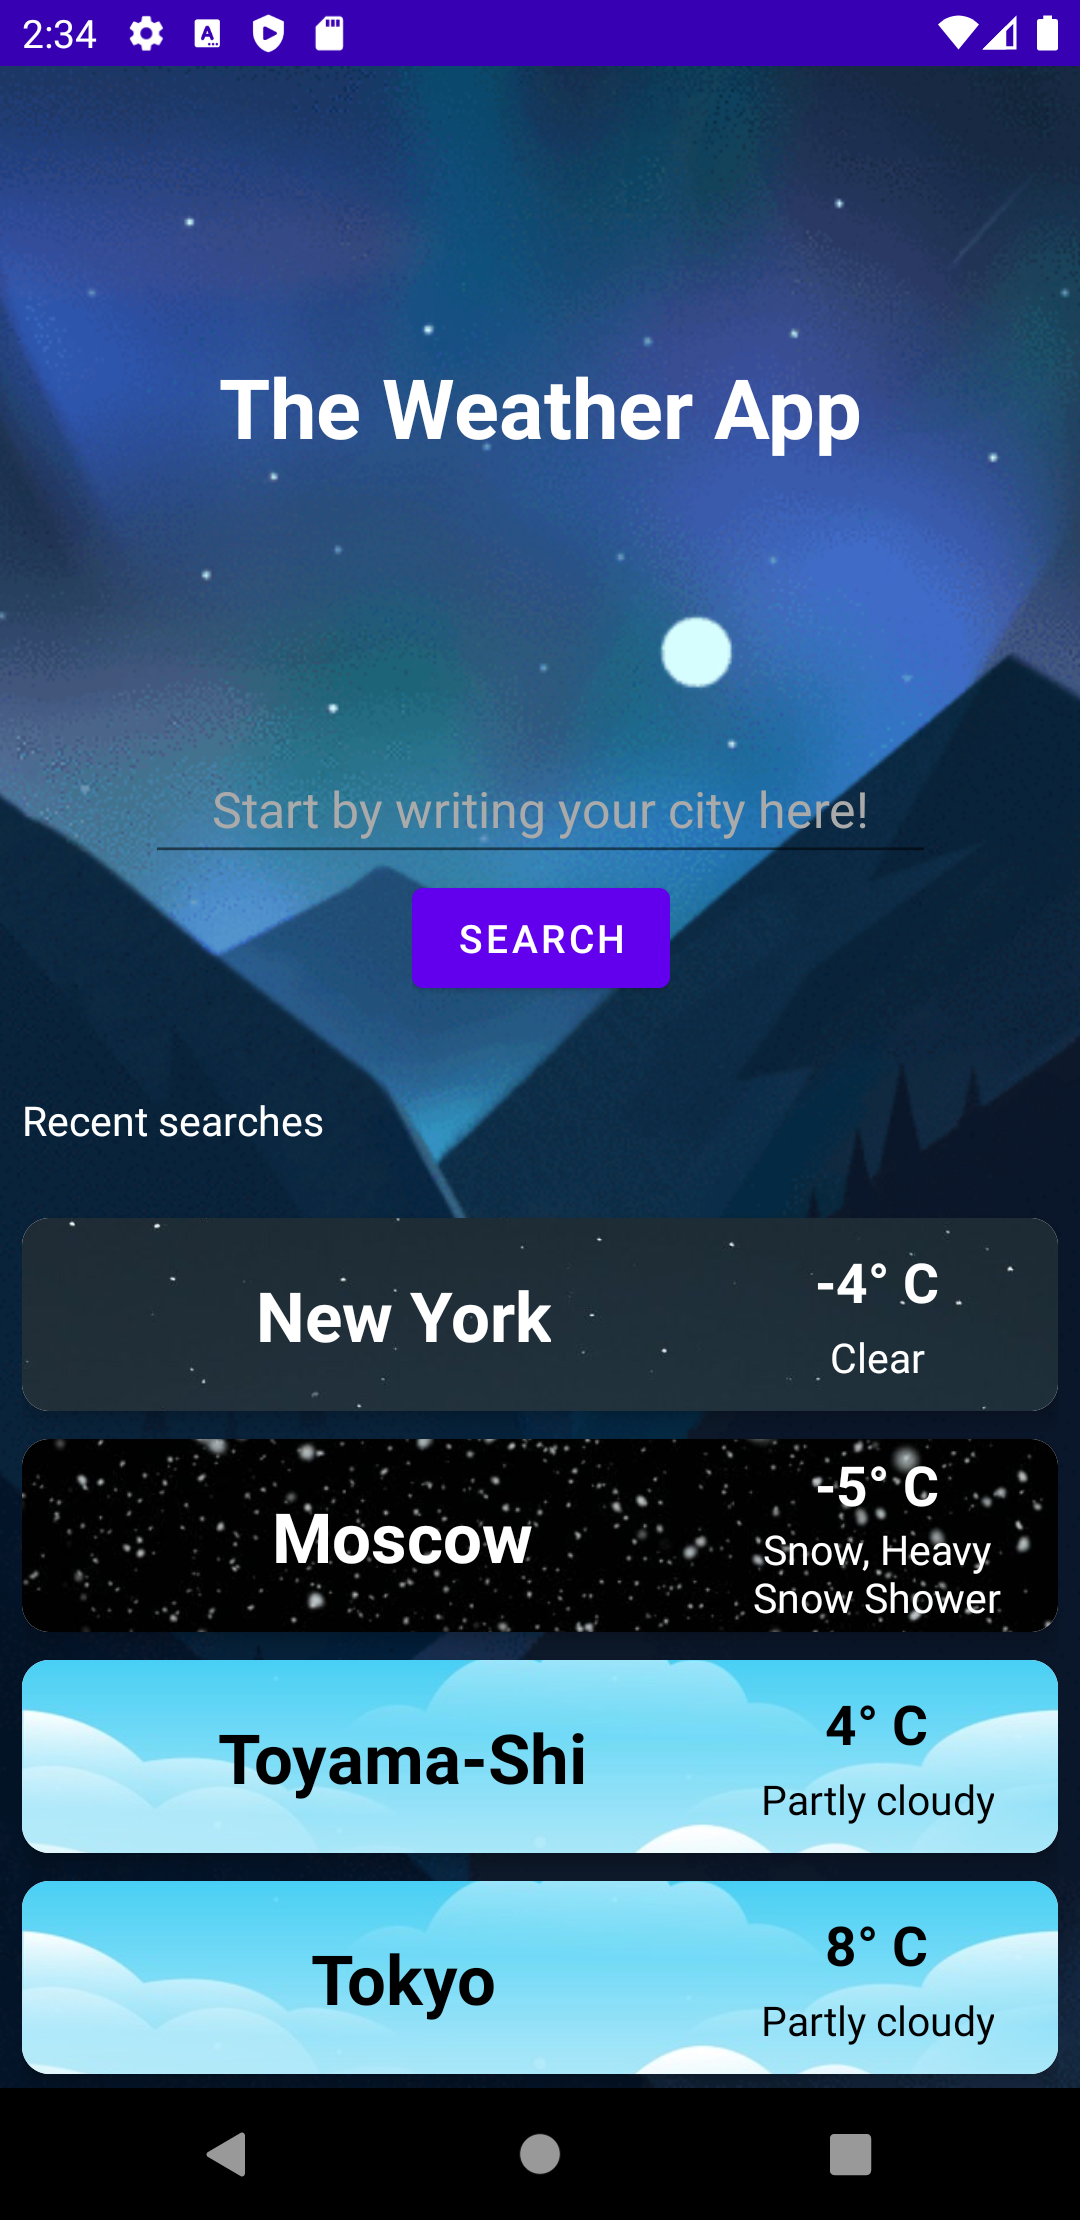 2:34
The Weather App
Start by writing your city here!
SEARCH
Recent searches
New York
-4° C
Clear
Moscow
-5° C
Snow, Heavy
Snow Shower
Toyama-Shi
4° C
Partly cloudy
Tokyo
8° C
Partly cloudy